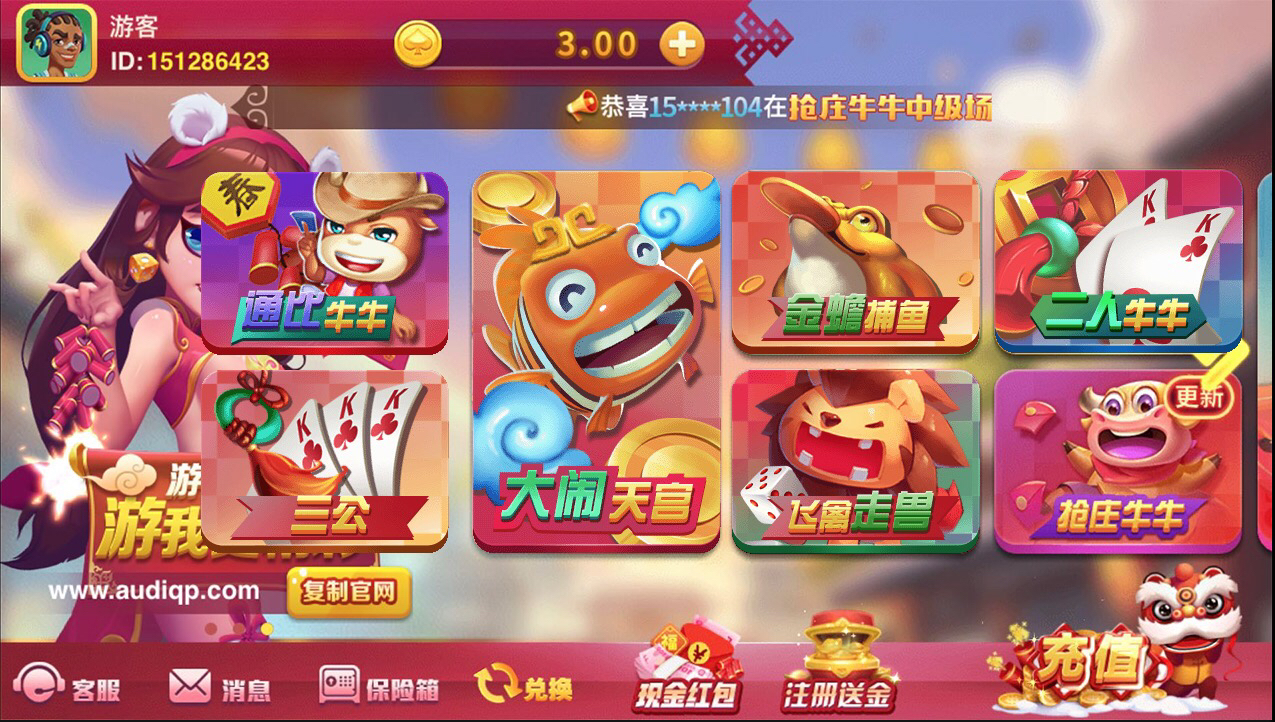 游客
ID:151286423
3.00
恭喜15****104在抢庄牛牛中级场
春
通比牛牛
大闹天宫
金蟾捕鱼
K
K
二人牛牛
K
K
K
三公
飞禽走兽
更新
抢庄牛牛
游
游我
www.audiqp.com
复制官网
客服
消息
保险箱
兑换
福
¥
现金红包
注册送金
充值